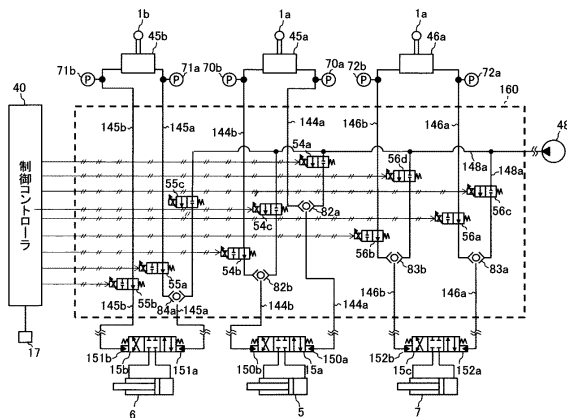 1b
1a
1a
45b
45a
46a
71b
71a
70b
70a
72b
72a
P
P
P
P
P
P
40
160
48
145b
145a
144b
144a
146b
146a
54a
148a
148a
56d
55c
56c
54c
82a
56a
制御コントローラ
54b
56b
55a
82b
83b
83a
84a
145b
55b
145a
144b
144a
146b
146a
17
151b
151a
150b
150a
152b
152a
15b
15a
15c
6
5
7